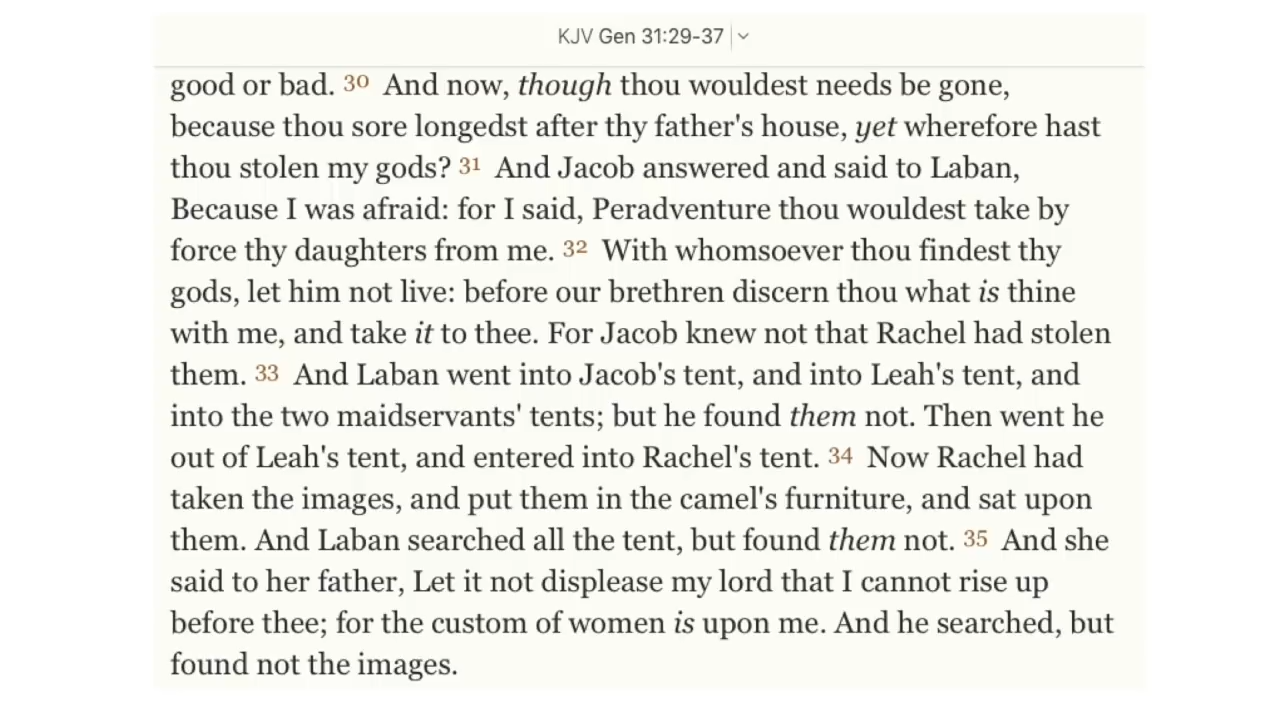 KJV Gen 31:29-37
good or bad. 30 And now, though thou wouldest needs be gone,
because thou sore longedst after thy father's house, yet wherefore hast
thou stolen my gods? 31 And Jacob answered and said to Laban,
Because I was afraid: for I said, Peradventure thou wouldest take by
force thy daughters from me. 32 With whomsoever thou findest thy
gods, let him not live: before our brethren discern thou what is thine
with me, and take it to thee. For Jacob knew not that Rachel had stolen
them. 33 And Laban went into Jacob's tent, and into Leah's tent, and
into the two maidservants' tents; but he found them not. Then went he
out of Leah's tent, and entered into Rachel's tent. 34 Now Rachel had
taken the images, and put them in the camel's furniture, and sat upon
them. And Laban searched all the tent, but found them not. 35 And she
said to her father, Let it not displease my lord that I cannot rise up
before thee; for the custom of women is upon me. And he searched, but
found not the images.